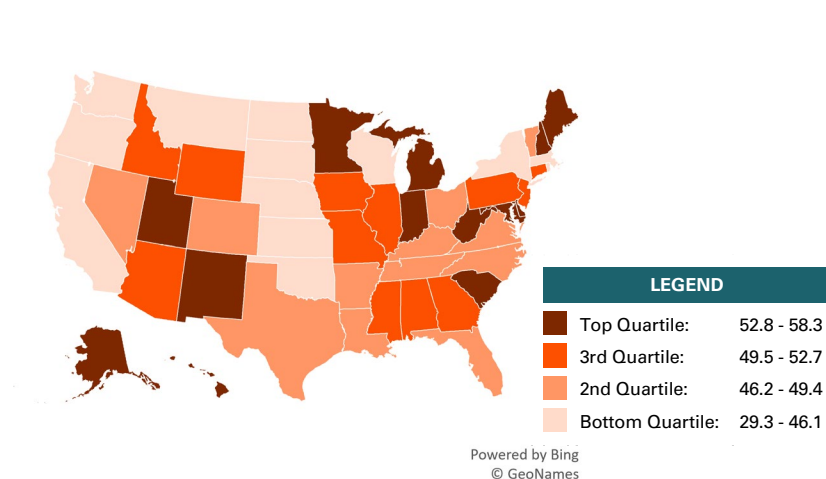 LEGEND
Top Quartile: 52.8 - 58.3
3rd Quartile: 49.5 - 52.7
2nd Quartile: 46.2 - 49.4
Bottom Quartile: 29.3 - 46.1
Powered by Bing
© GeoNames